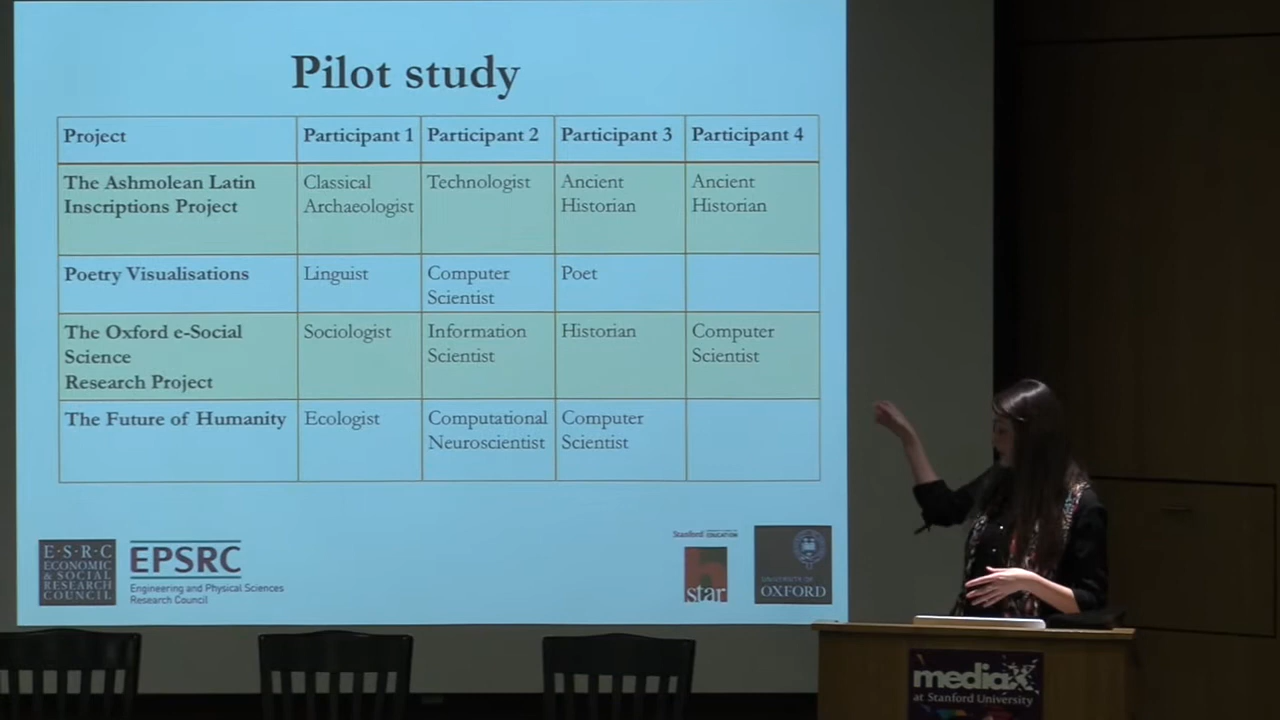 Pilot study
Project Participant 1 Participant 2 Participant 3 Participant 4
The Ashmolean Latin Inscriptions Project Classical Archaeologist Technologist Ancient Historian Ancient Historian
Poetry Visualisations Linguist Computer Scientist Poet
The Oxford e-Social Science Research Project Sociologist Information Scientist Historian Computer Scientist
The Future of Humanity Ecologist Computational Neuroscientist Computer Scientist
E·S·R·C
ECONOMIC
& SOCIAL
RESEARCH
COUNCIL
EPSRC
Engineering and Physical Sciences
Research Council
Stanford EDUCATION
h
star
UNIVERSITY OF
OXFORD
mediaX
at Stanford University